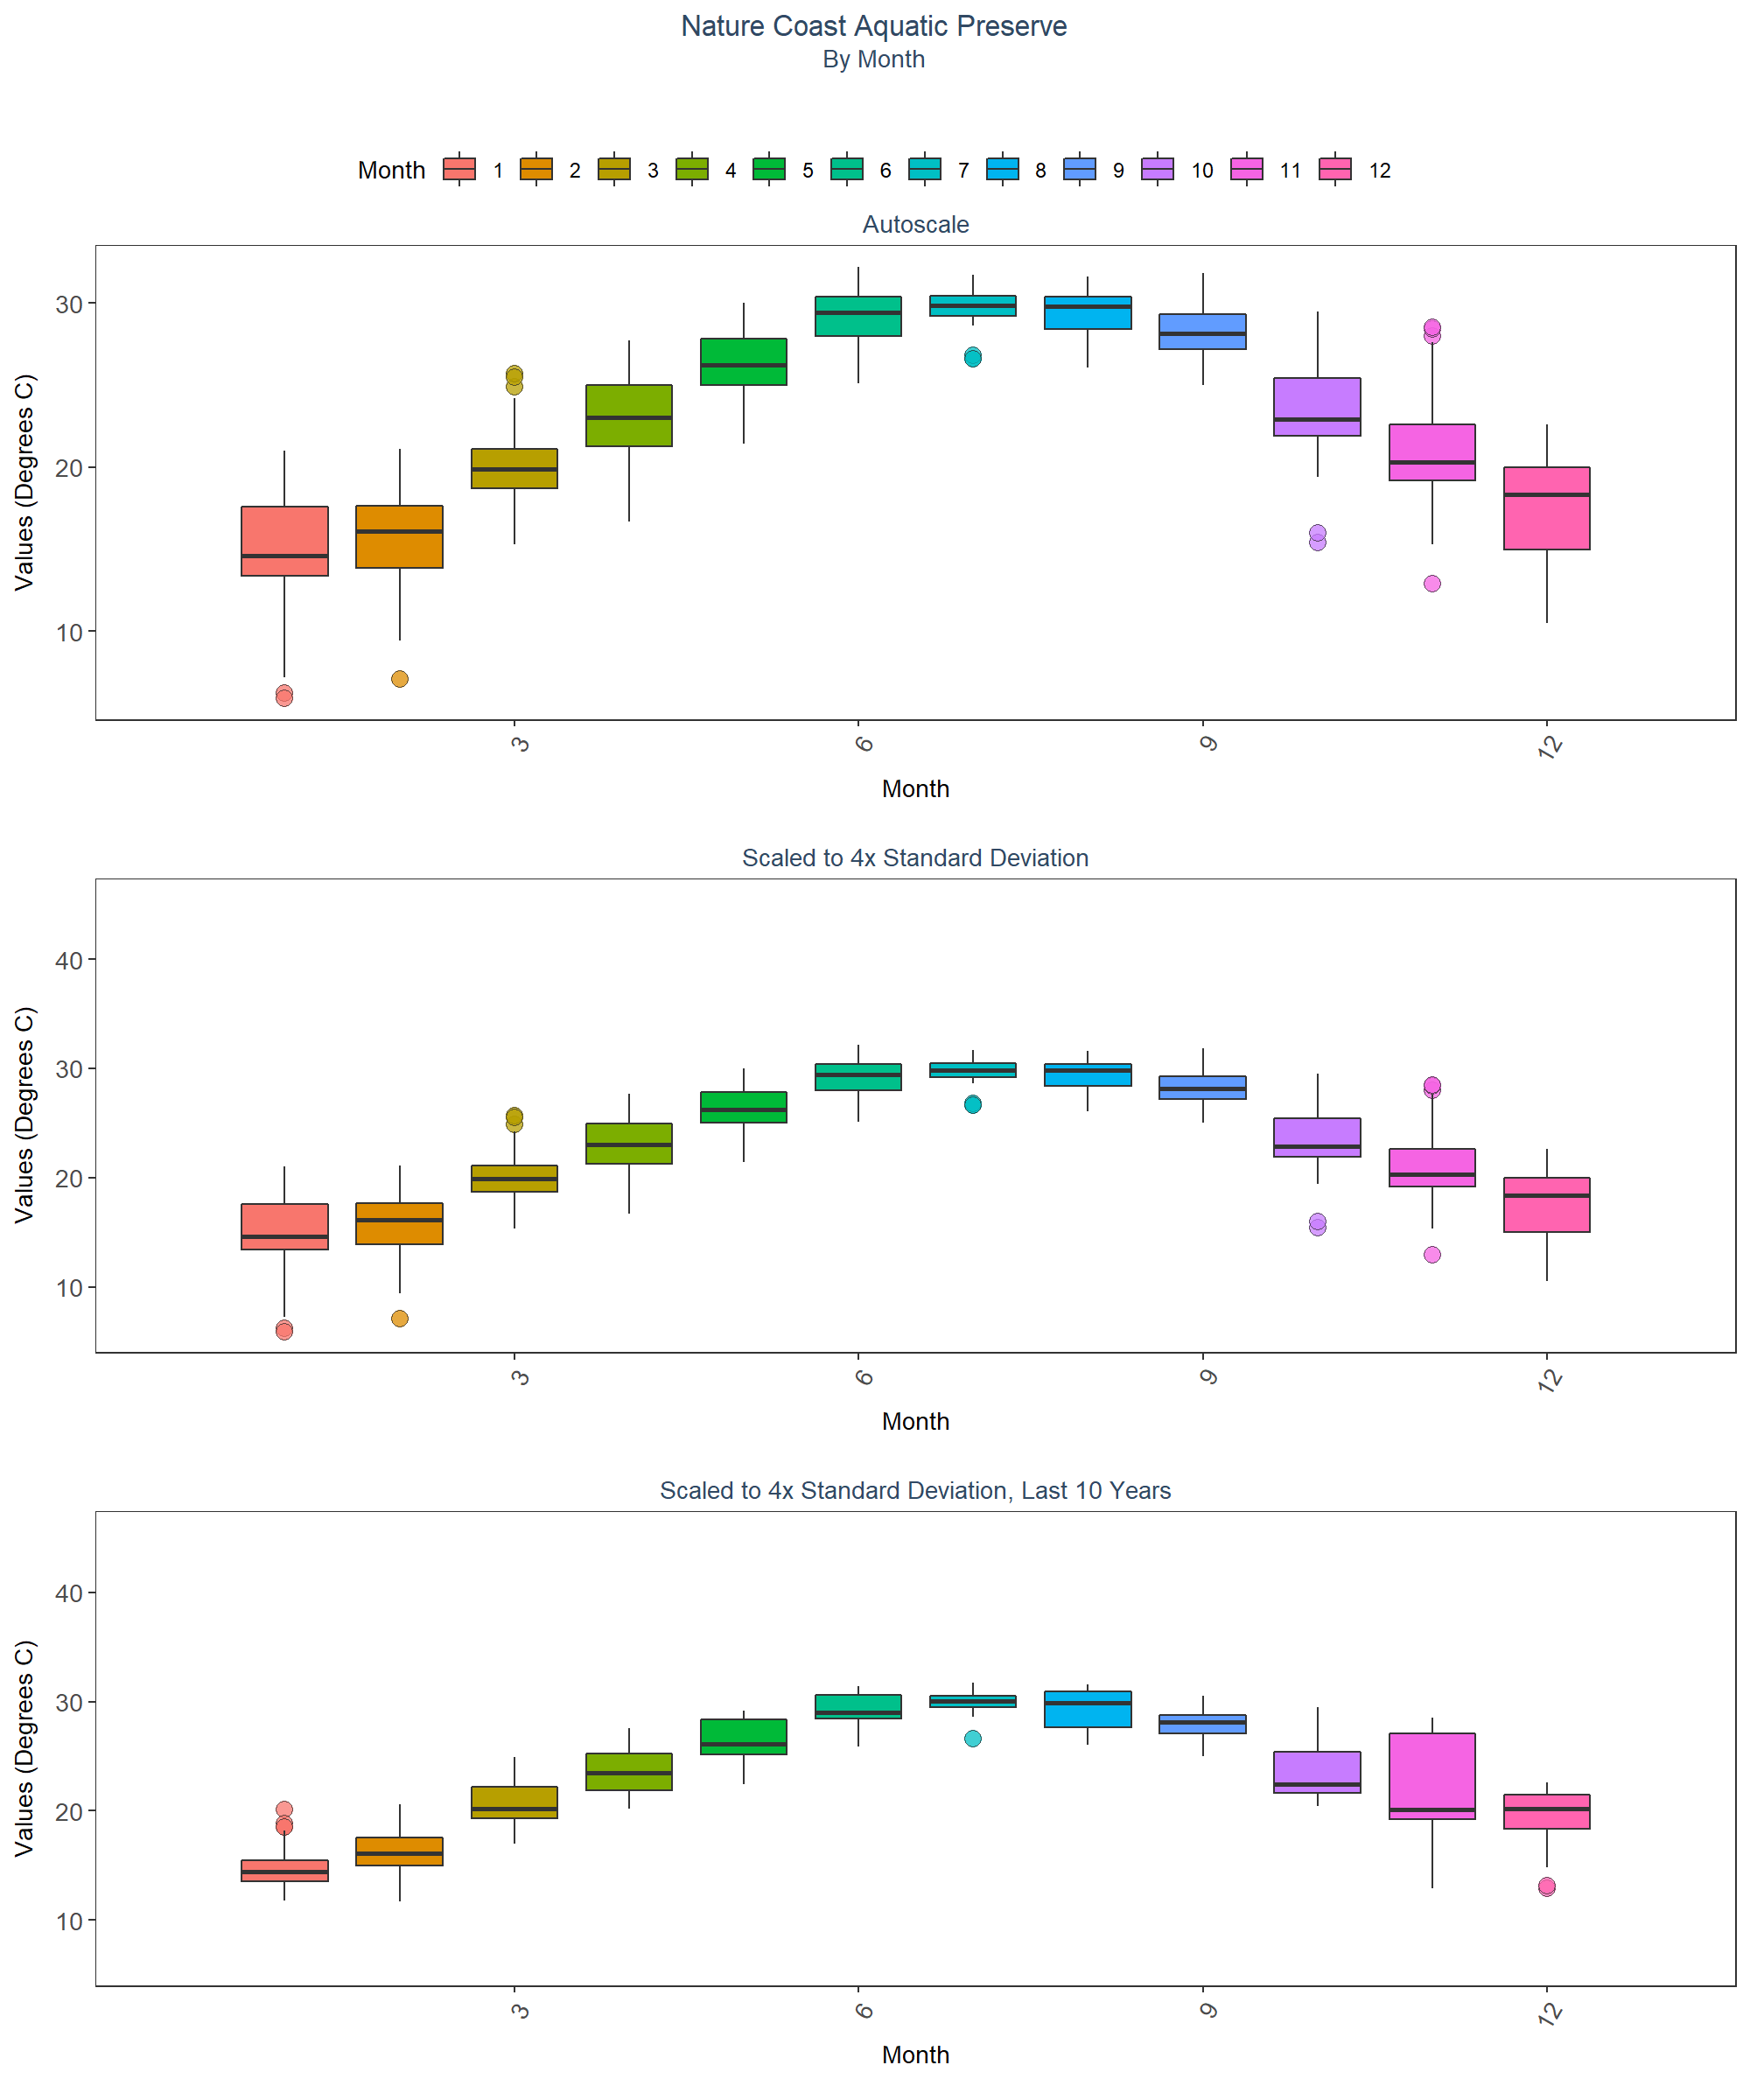 Nature Coast Aquatic Preserve
By Month
Month 1 2 3 4 5 6 7 8 9 10 11 12
Autoscale
Values (Degrees C)
30
20
10
3 6 9 12
Month
Scaled to 4x Standard Deviation
Values (Degrees C)
40
30
20
10
3 6 9 12
Month
Scaled to 4x Standard Deviation, Last 10 Years
Values (Degrees C)
40
30
20
10
3 6 9 12
Month